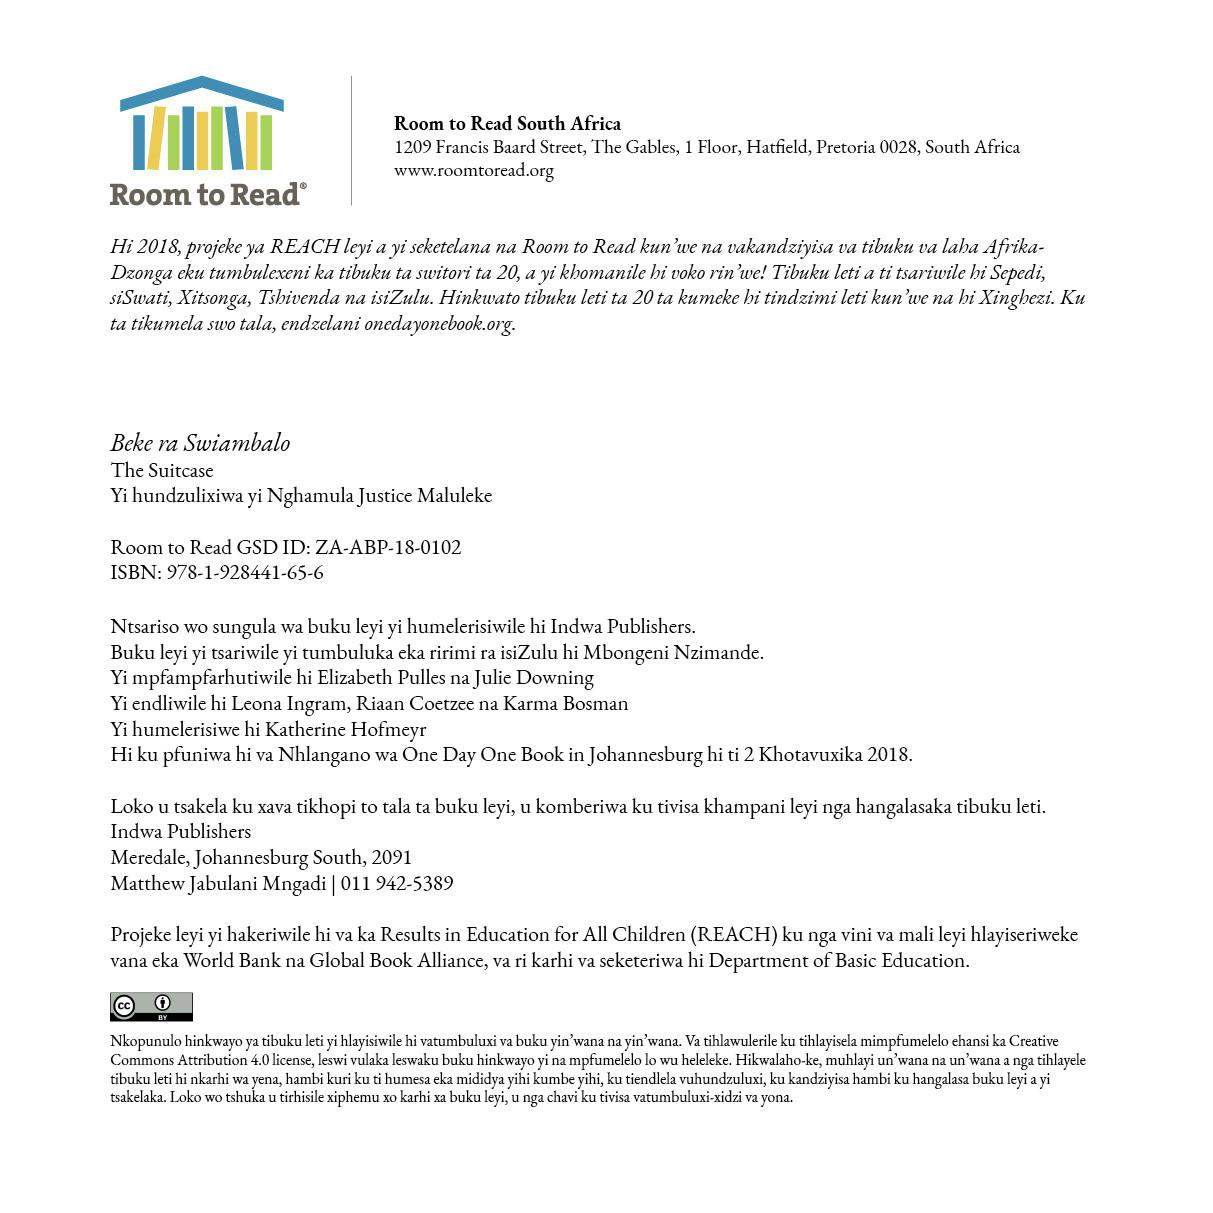 Room to Read®
Room to Read South Africa
1209 Francis Baard Street, The Gables, 1 Floor, Hatfield, Pretoria 0028, South Africa
www.roomtoread.org
Hi 2018, projeke ya REACH leyi a yi seketelana na Room to Read kun’we na vakandziyisa va tibuku va laha Afrika-
Dzonga eku tumbulexeni ka tibuku ta switori ta 20, a yi khomanile hi voko rin’we! Tibuku leti a ti tsariwile hi Sepedi,
siSwati, Xitsonga, Tshivenda na isiZulu. Hinkwato tibuku leti ta 20 ta kumeke hi tindzimi leti kun’we na hi Xinghezi. Ku
ta tikumela swo tala, endzelani onedayonebook.org.
Beke ra Swiambalo
The Suitcase
Yi hundzulixiwa yi Nghamula Justice Maluleke
Room to Read GSD ID: ZA-ABP-18-0102
ISBN: 978-1-928441-65-6
Ntsariso wo sungula wa buku leyi yi humelerisiwile hi Indwa Publishers.
Buku leyi yi tsariwile yi tumbuluka eka ririmi ra isiZulu hi Mbongeni Nzimande.
Yi mpfampfarhutiwile hi Elizabeth Pulles na Julie Downing
Yi endliwile hi Leona Ingram, Riaan Coetzee na Karma Bosman
Yi humelerisiwe hi Katherine Hofmeyr
Hi ku pfuniwa hi va Nhlangano wa One Day One Book in Johannesburg hi ti 2 Khotavuxika 2018.
Loko u tsakela ku xava tikhopi to tala ta buku leyi, u komberiwa ku tivisa khampani leyi nga hangalasaka tibuku leti.
Indwa Publishers
Meredale, Johannesburg South, 2091
Matthew Jabulani Mngadi | 011 942-5389
Projeke leyi yi hakeriwile hi va ka Results in Education for All Children (REACH) ku nga vini va mali leyi hlayiseriweke
vana eka World Bank na Global Book Alliance, va ri karhi va seketeriwa hi Department of Basic Education.
cc BY
Nkopunulo hinkwayo ya tibuku leti yi hlayisiwile hi vatumbuluxi va buku yin’wana na yin’wana. Va tihlawulerile ku tihlayisela mimpfumelelo ehansi ka Creative
Commons Attribution 4.0 license, leswi vulaka leswaku buku hinkwayo yi na mpfumelelo lo wu heleleke. Hikwalaho-ke, muhlayi un’wana na un’wana a nga tihlayele
tibuku leti hi nkarhi wa yena, hambi kuri ku ti humesa eka mididya yihi kumbe yihi, ku tiendlela vuhundzuluxi, ku kandziyisa hambi ku hangalasa buku leyi a yi
tsakelaka. Loko wo tshuka u tirhisile xiphemu xo karhi xa buku leyi, u nga chavi ku tivisa vatumbuluxi-xidzi va yona.